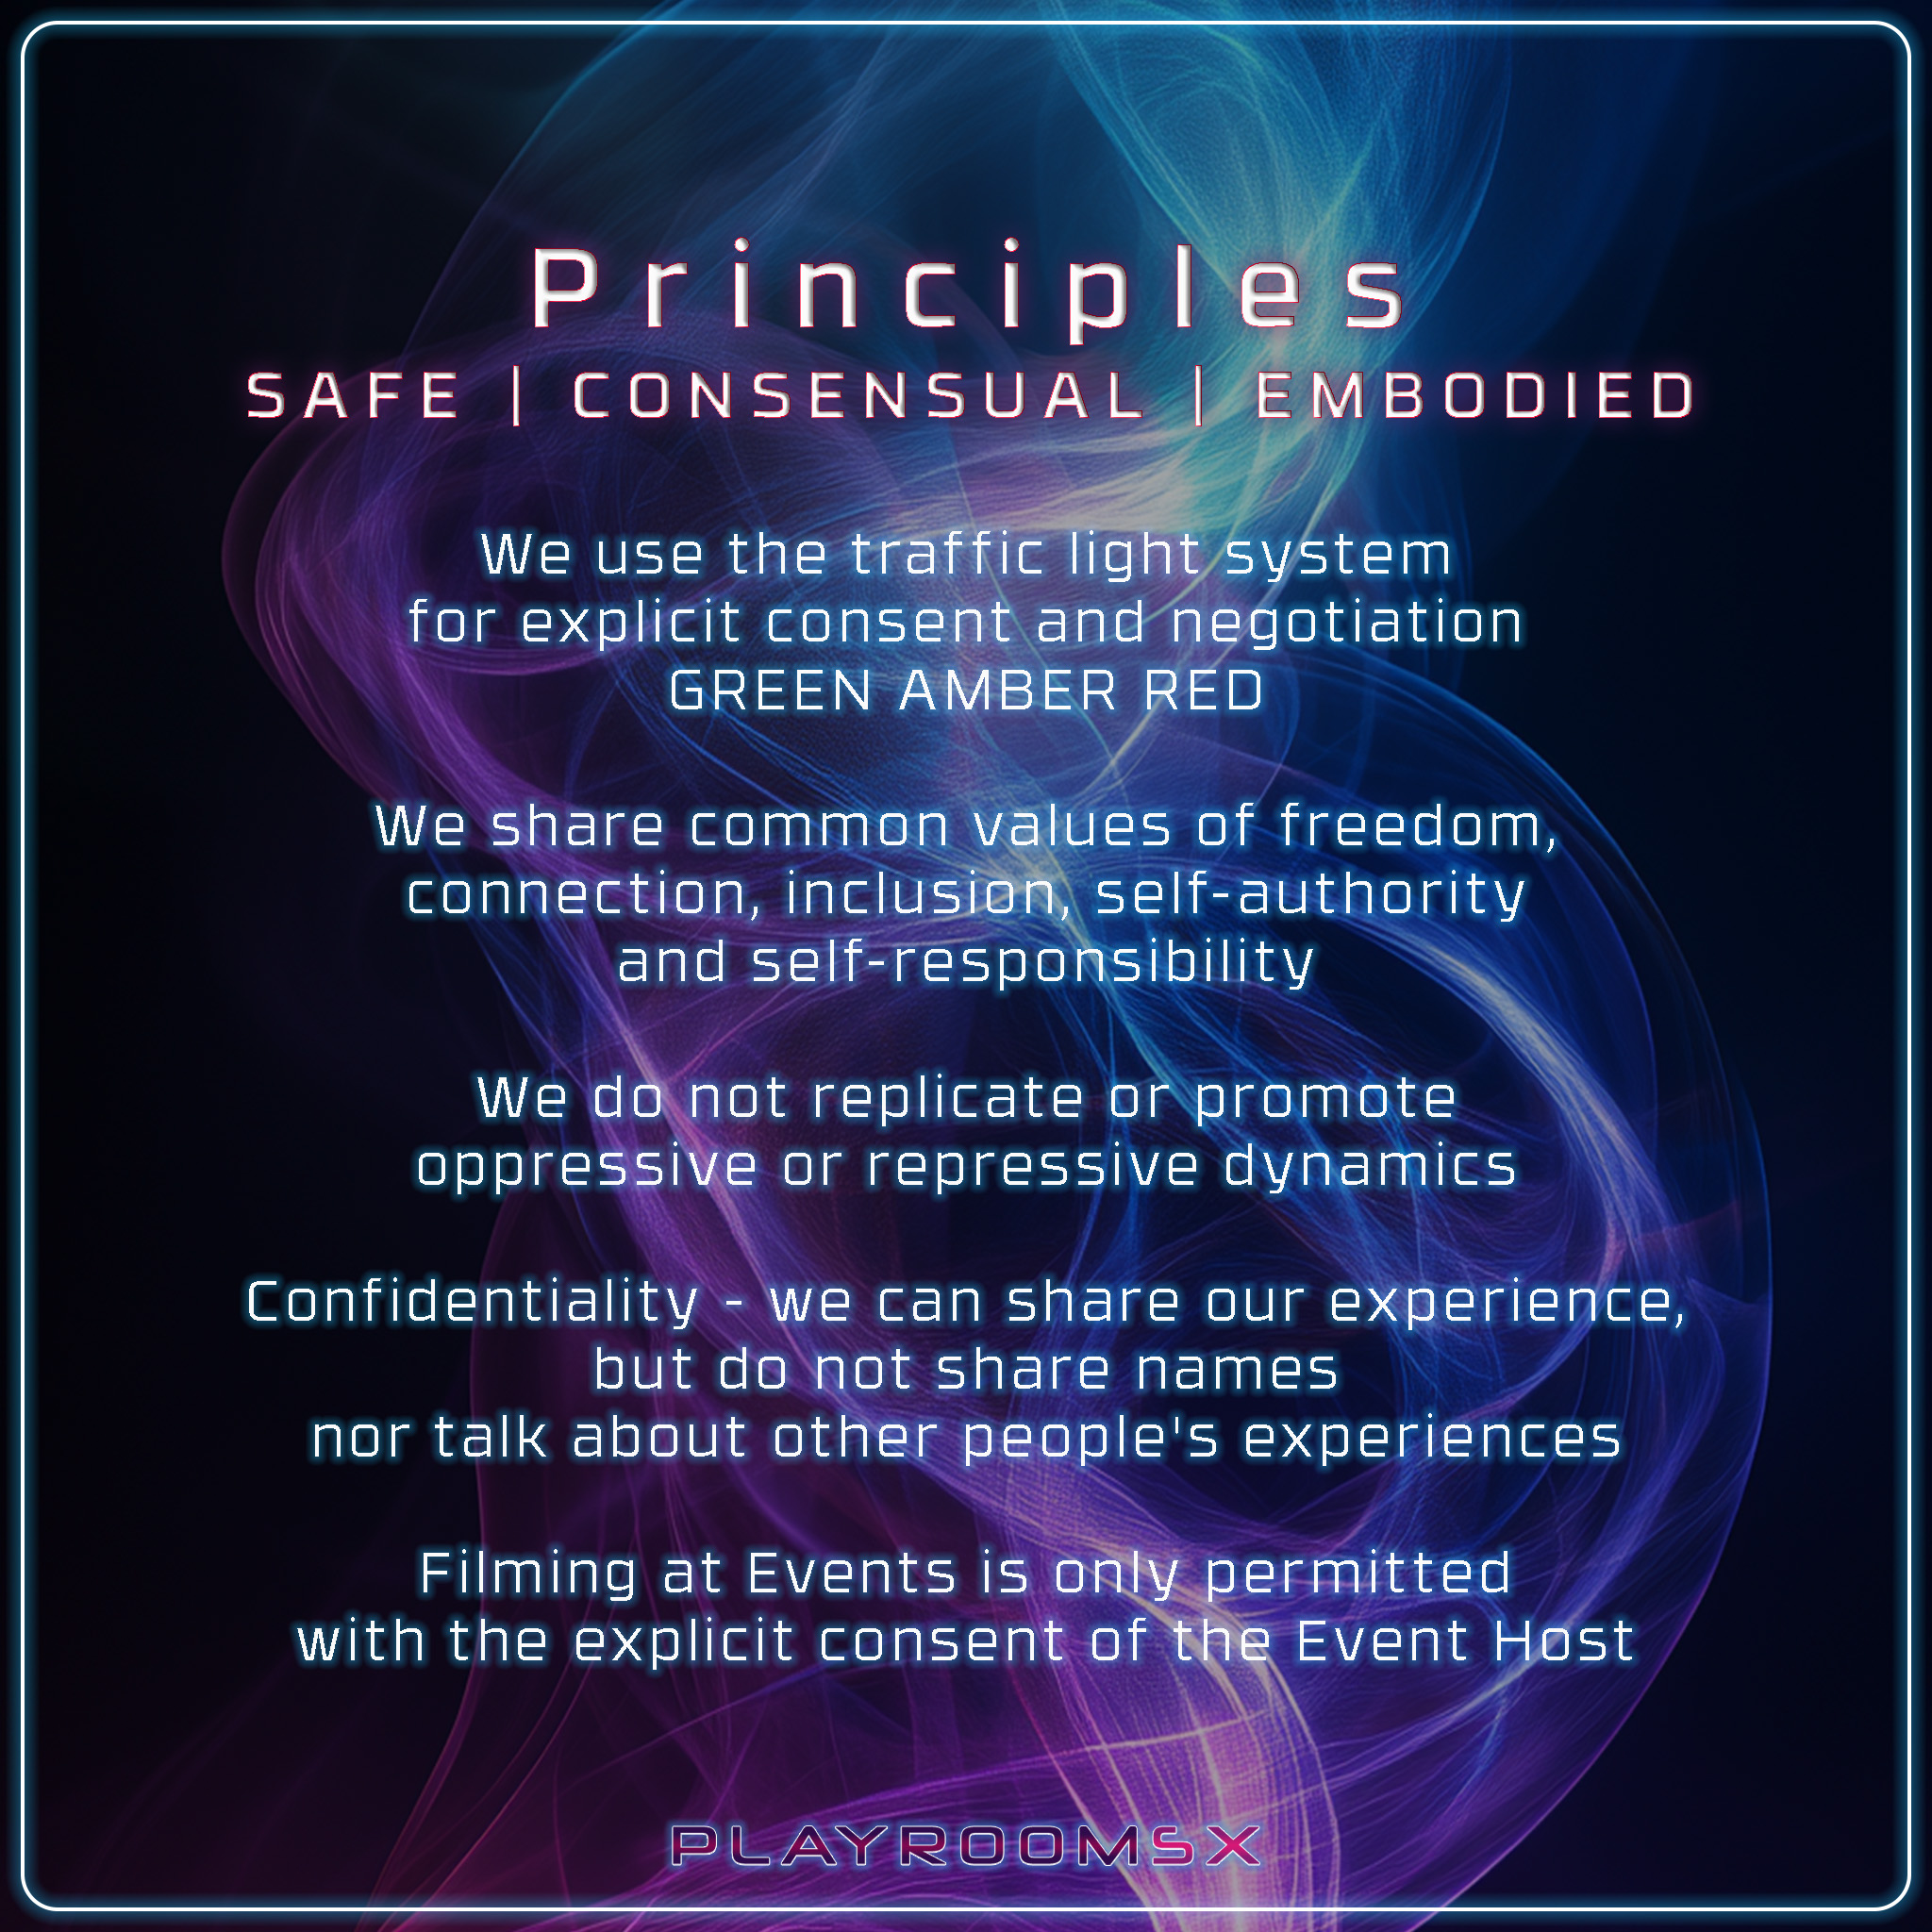 Principles
SAFE | CONSENSUAL | EMBODIED
We use the traffic light system
for explicit consent and negotiation
GREEN AMBER RED
We share common values of freedom,
connection, inclusion, self-authority
and self-responsibility
We do not replicate or promote
oppressive or repressive dynamics
Confidentiality - we can share our experience,
but do not share names
nor talk about other people's experiences
Filming at Events is only permitted
with the explicit consent of the Event Host
PLAYROOMSX